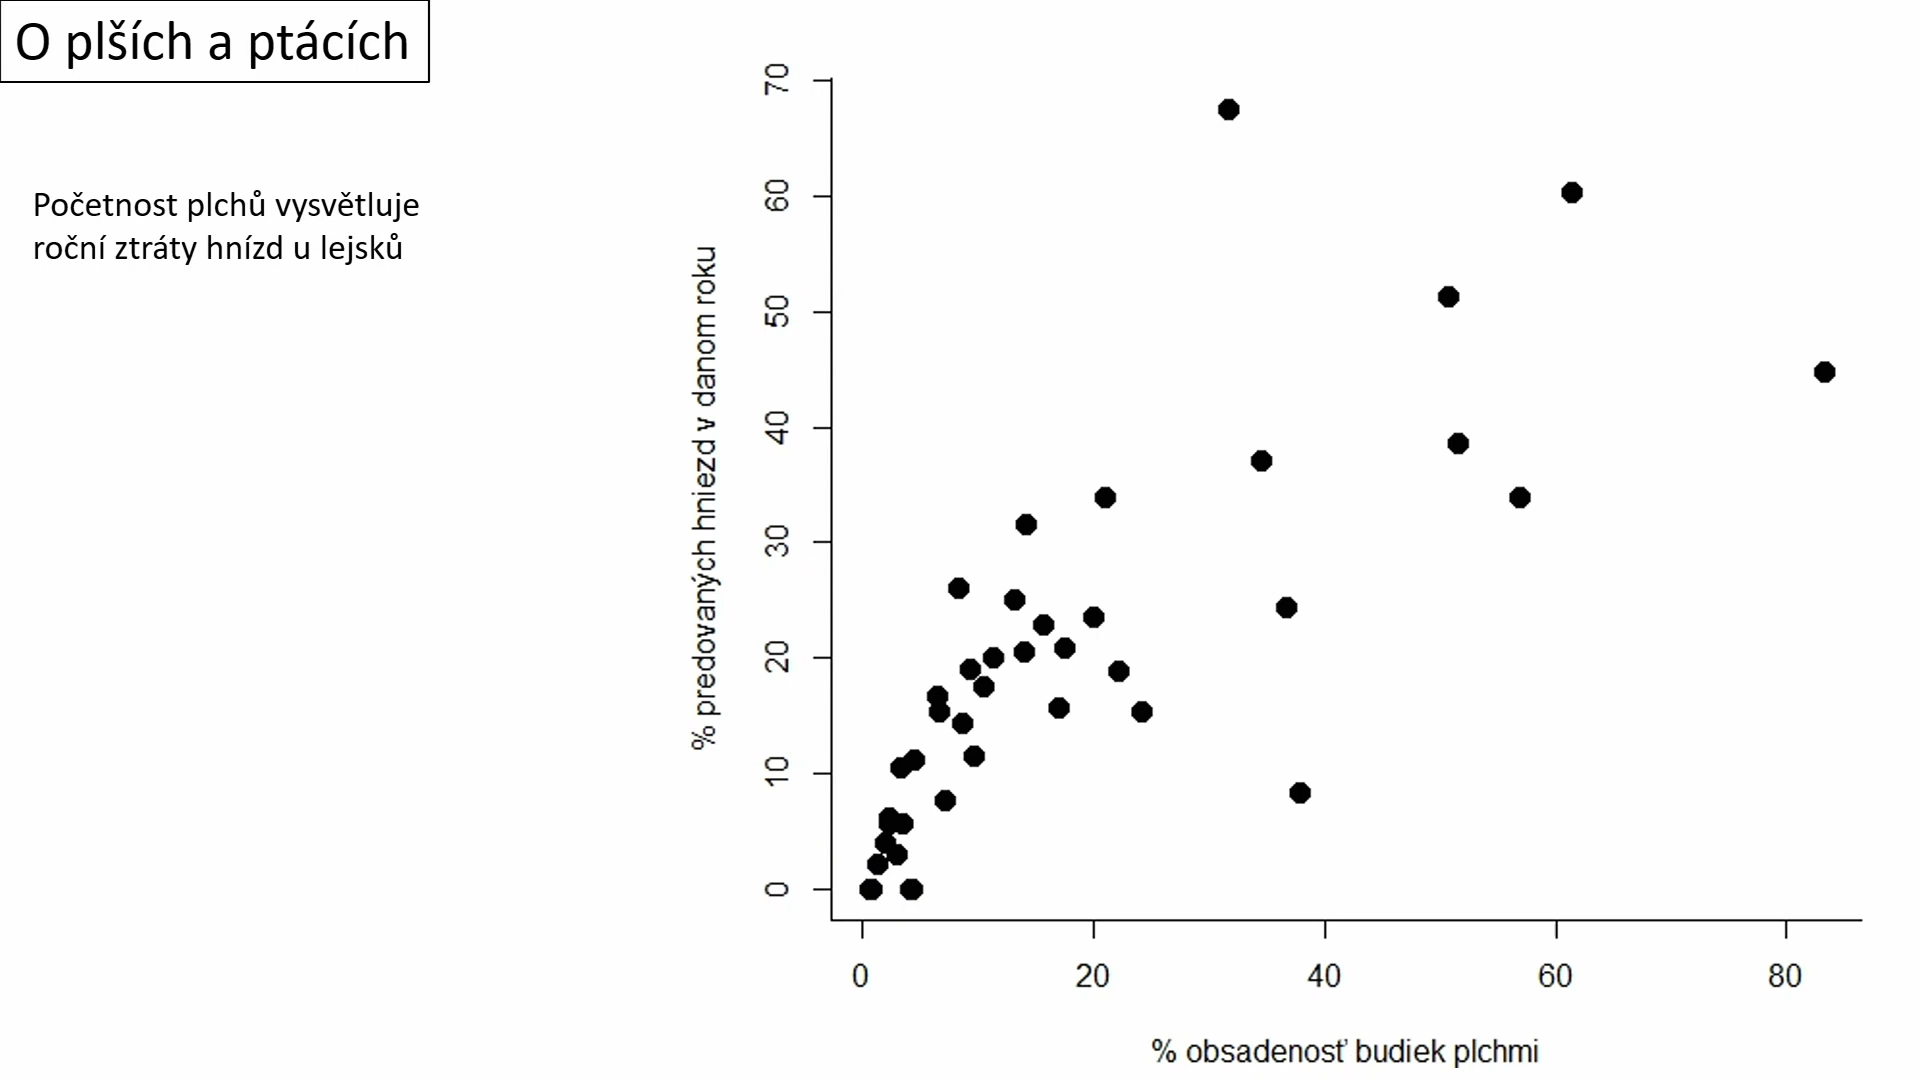 O plších a ptácích
Početnost plchů vysvětluje
roční ztráty hnízd u lejsků
% predovaných hniezd v danom roku
70
60
50
40
30
20
10
0
0 20 40 60 80
% obsadenosť budiek plchmi